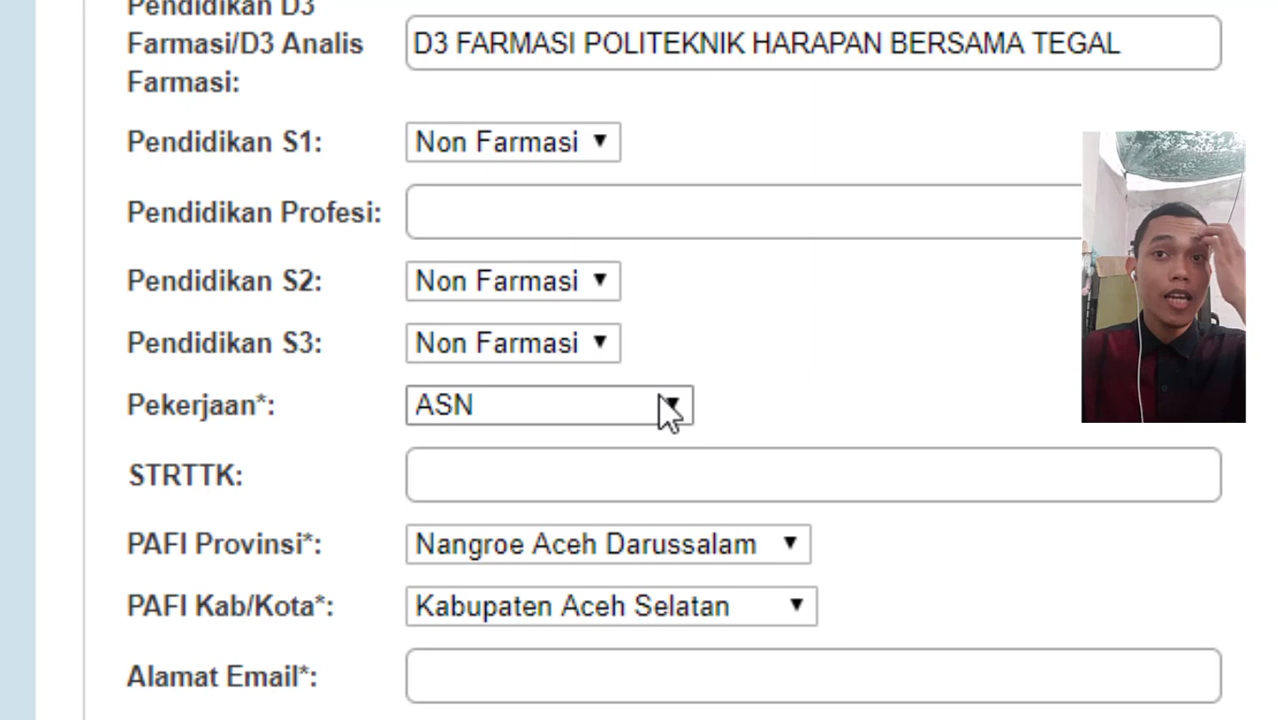 Pendidikan D3
Farmasi/D3 Analis
Farmasi:
D3 FARMASI POLITEKNIK HARAPAN BERSAMA TEGAL
Pendidikan S1:
Non Farmasi
Pendidikan Profesi:
Pendidikan S2:
Non Farmasi
Pendidikan S3:
Non Farmasi
Pekerjaan*:
ASN
STRTTK:
PAFI Provinsi*:
Nangroe Aceh Darussalam
PAFI Kab/Kota*:
Kabupaten Aceh Selatan
Alamat Email*: